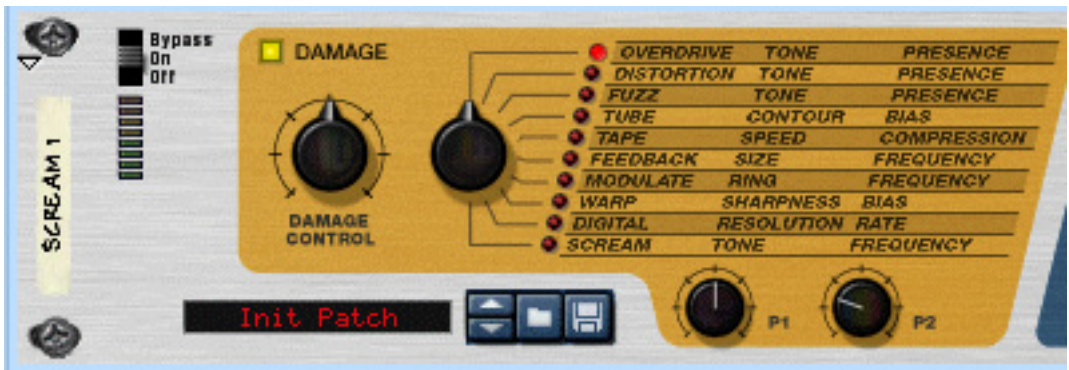 Bypass
On
Off
SCREAM 1
DAMAGE
DAMAGE
CONTROL
OVERDRIVE TONE PRESENCE
DISTORTION TONE PRESENCE
FUZZ TONE PRESENCE
TUBE CONTOUR BIAS
TAPE SPEED COMPRESSION
FEEDBACK SIZE FREQUENCY
MODULATE RING FREQUENCY
WARP SHARPNESS BIAS
DIGITAL RESOLUTION RATE
SCREAM TONE FREQUENCY
P1 P2
Init Patch